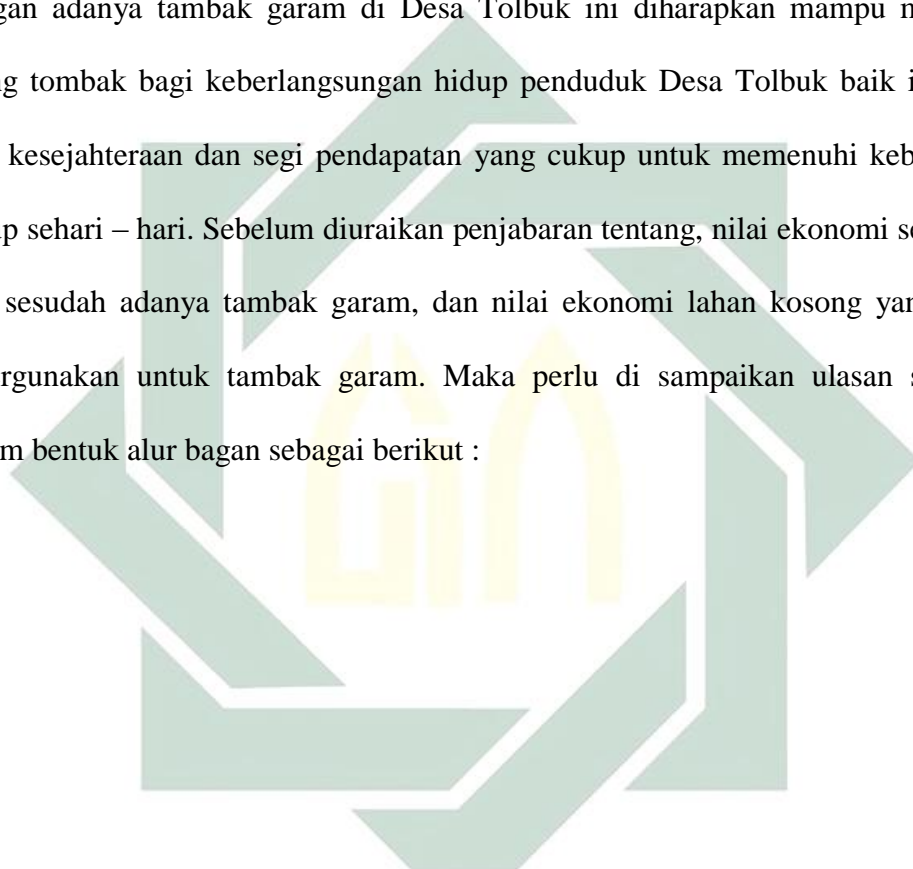 gan adanya tambak garam di Desa Tolbuk ini diharapkan mampu m
g tombak bagi keberlangsungan hidup penduduk Desa Tolbuk baik i
kesejahteraan dan segi pendapatan yang cukup untuk memenuhi keb
p sehari – hari. Sebelum diuraikan penjabaran tentang, nilai ekonomi s
sesudah adanya tambak garam, dan nilai ekonomi lahan kosong yan
rgunakan untuk tambak garam. Maka perlu di sampaikan ulasan s
m bentuk alur bagan sebagai berikut :